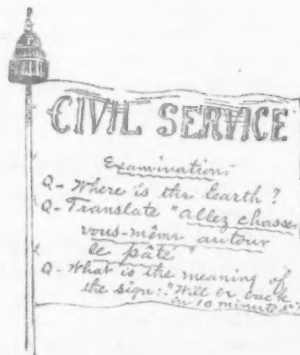 CIVIL SERVICE
Examination:
Q - Where is the Earth?
Q - Translate "allez chasser
vous-même autour
le pâte"
Q - What is the meaning of
the sign: "Will be back
in 10 minutes"